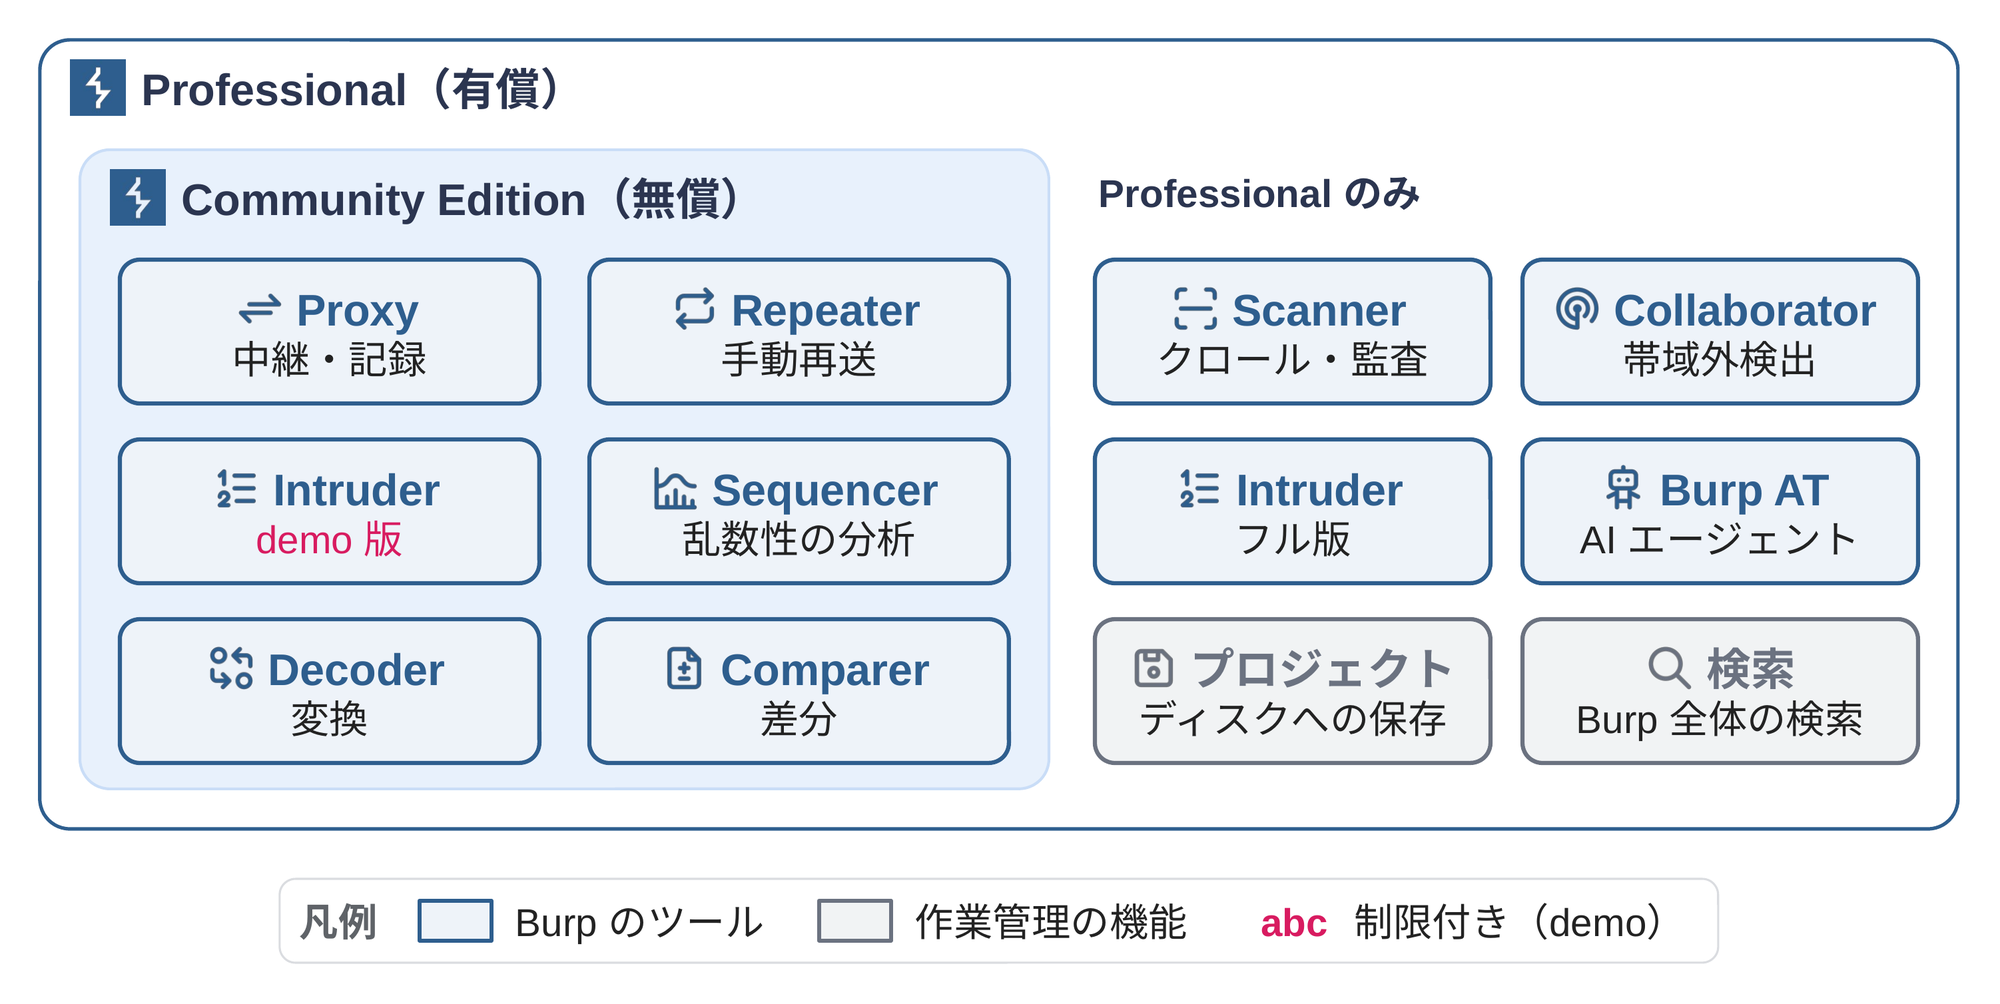 Professional（有償）
Community Edition（無償）
Professional のみ
Proxy
中継・記録
Repeater
手動再送
Scanner
クロール・監査
Collaborator
帯域外検出
Intruder
demo 版
Sequencer
乱数性の分析
Intruder
フル版
Burp AT
AI エージェント
Decoder
変換
Comparer
差分
プロジェクト
ディスクへの保存
検索
Burp 全体の検索
凡例
Burp のツール
作業管理の機能
abc 制限付き（demo）